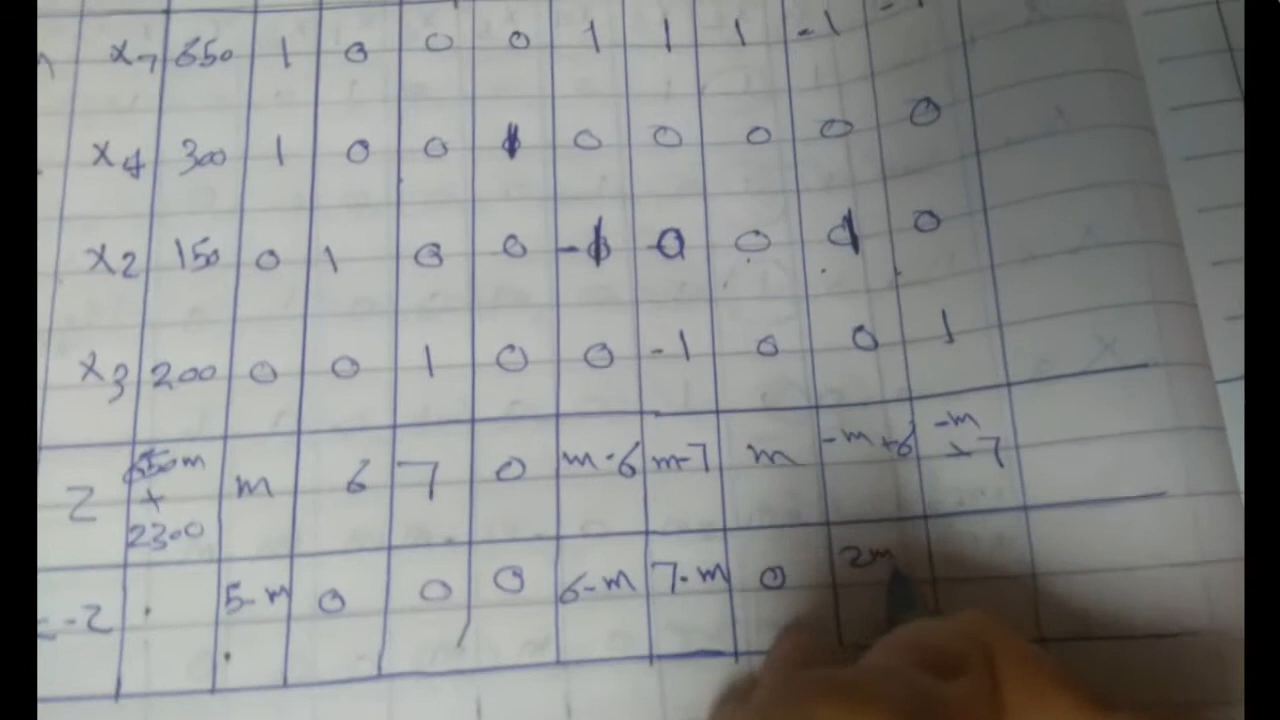 x7 650 1 0 0 0 1 1 1 -1
x4 300 1 0 0 1 0 0 0 0 0
x2 150 0 1 0 0 -1 0 0 1 0
x3 200 0 0 1 0 0 -1 0 0 1
Z 650m + 2300 m 6 7 0 m-6 m-7 m -m+6 -m+7
-Z 5-m 0 0 0 6-m 7-m 0 2m